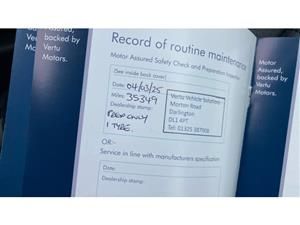 Motor
Assured,
backed by
Vertu
Motors.
Record of routine maintenance
Motor Assured Safety Check and Preparation Inspection
(See inside back cover)
Date: 04/03/25
Miles: 35349
Dealership stamp:
PREP ONLY
1 TYRE.
Vertu Vehicle Solutions
Morton Road
Darlington
DL1 4PT
Tel: 01325 387908
OR:-
Service in line with manufacturers specification
Date:
Dealership stamp:
Motor
Assured,
backed by
Vertu
Motors.